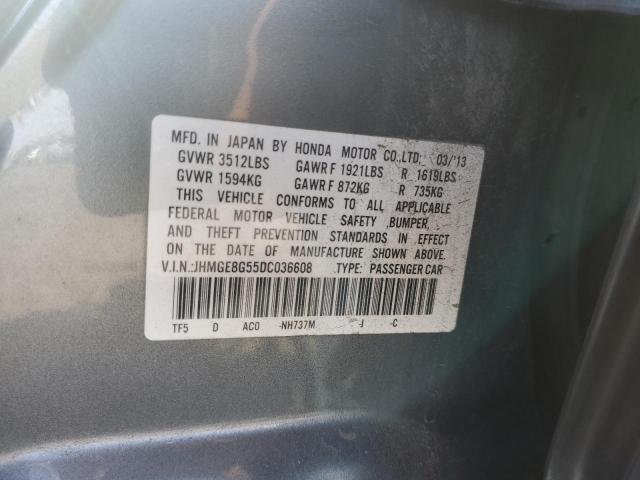 MFD. IN JAPAN BY HONDA MOTOR CO.,LTD. 03/'13
GVWR 3512LBS GAWR F 1921LBS R 1619LBS
GVWR 1594KG GAWR F 872KG R 735KG
THIS VEHICLE CONFORMS TO ALL APPLICABLE
FEDERAL MOTOR VEHICLE SAFETY, BUMPER,
AND THEFT PREVENTION STANDARDS IN EFFECT
ON THE DATE OF MANUFACTURE SHOWN ABOVE.
V.I.N.:JHMGE8G55DC036608 TYPE: PASSENGER CAR
TF5 D AC0 -NH737M -J -C